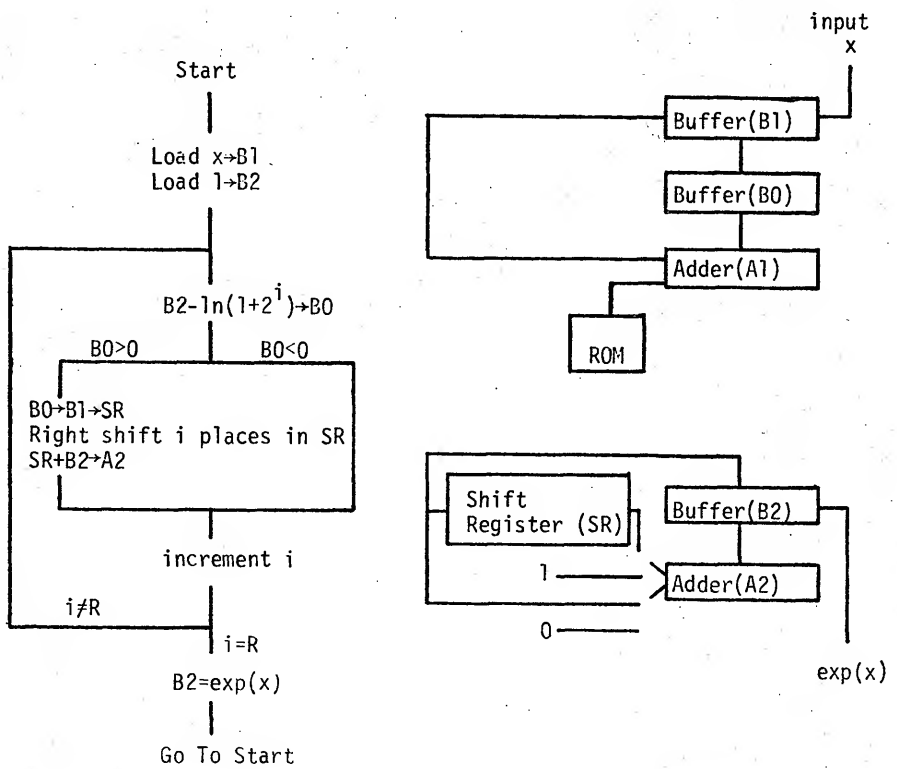 Start
Load x→B1
Load 1→B2
B2-ln(1+2^i)→B0
B0>0
B0<0
B0→B1→SR
Right shift i places in SR
SR+B2→A2
increment i
i≠R
i=R
B2=exp(x)
Go To Start
input
x
Buffer(B1)
Buffer(B0)
Adder(A1)
ROM
Shift
Register (SR)
Buffer(B2)
1
Adder(A2)
0
exp(x)